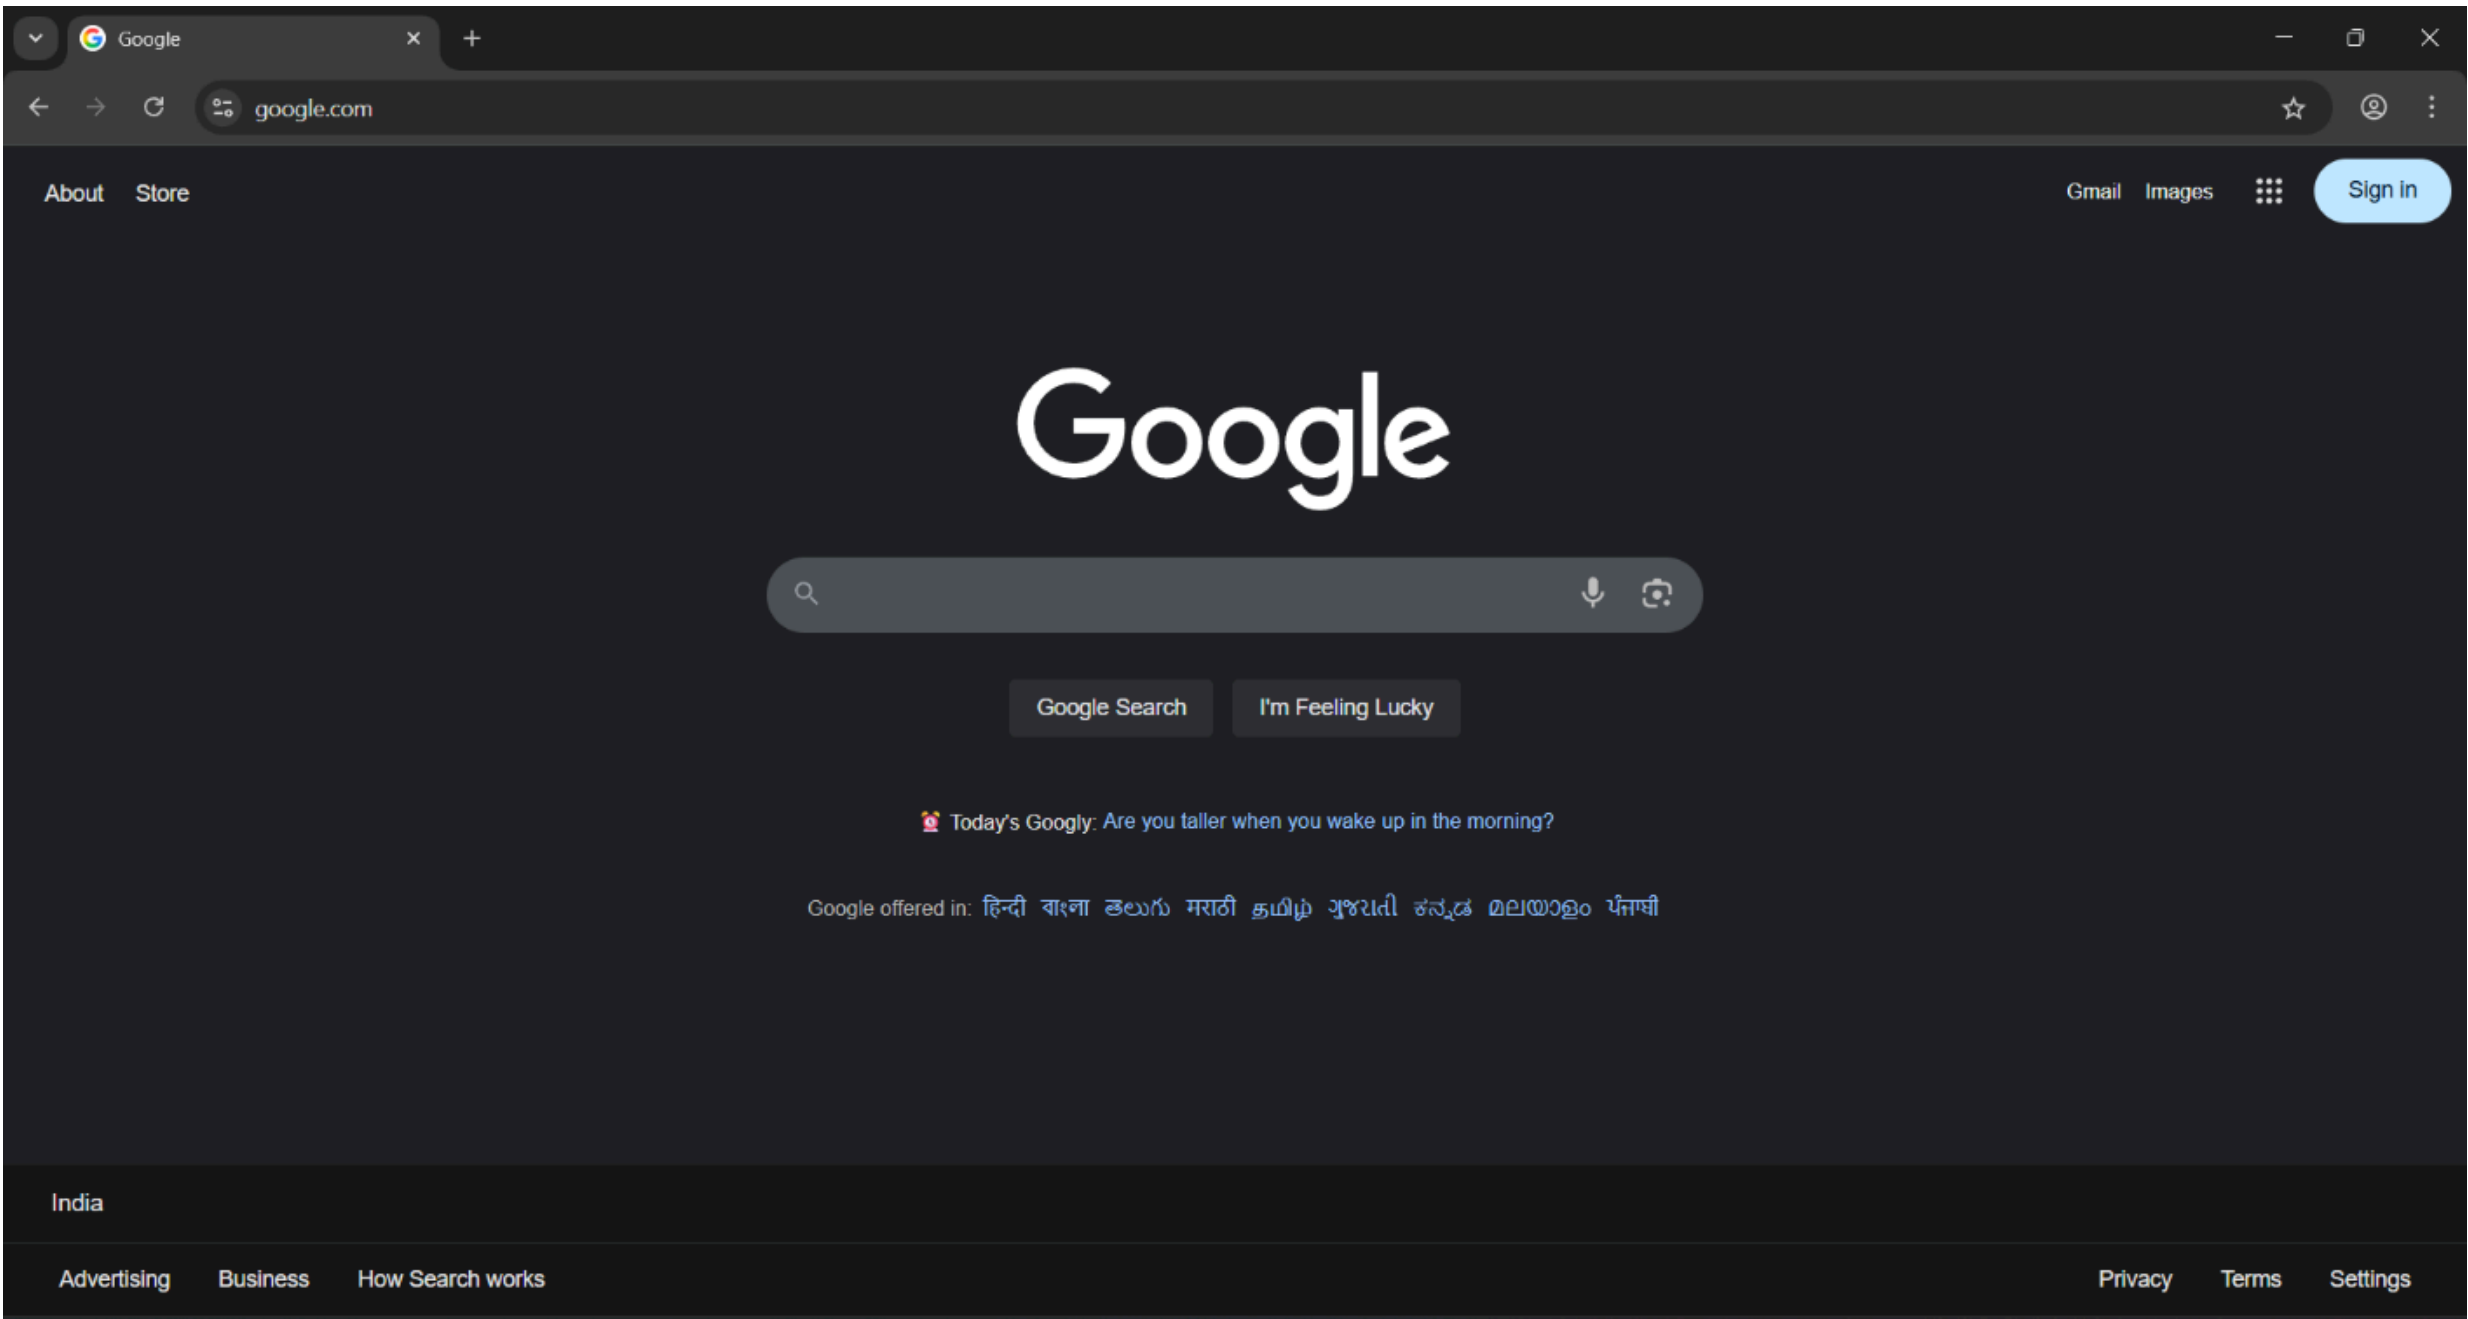 Google
google.com
About Store
Gmail Images Sign in
Google
Google Search I'm Feeling Lucky
Today's Googly: Are you taller when you wake up in the morning?
Google offered in: हिन्दी বাংলা తెలుగు मराठी தமிழ் ગુજરાતી ಕನ್ನಡ മലയാളം ਪੰਜਾਬੀ
India
Advertising Business How Search works
Privacy Terms Settings